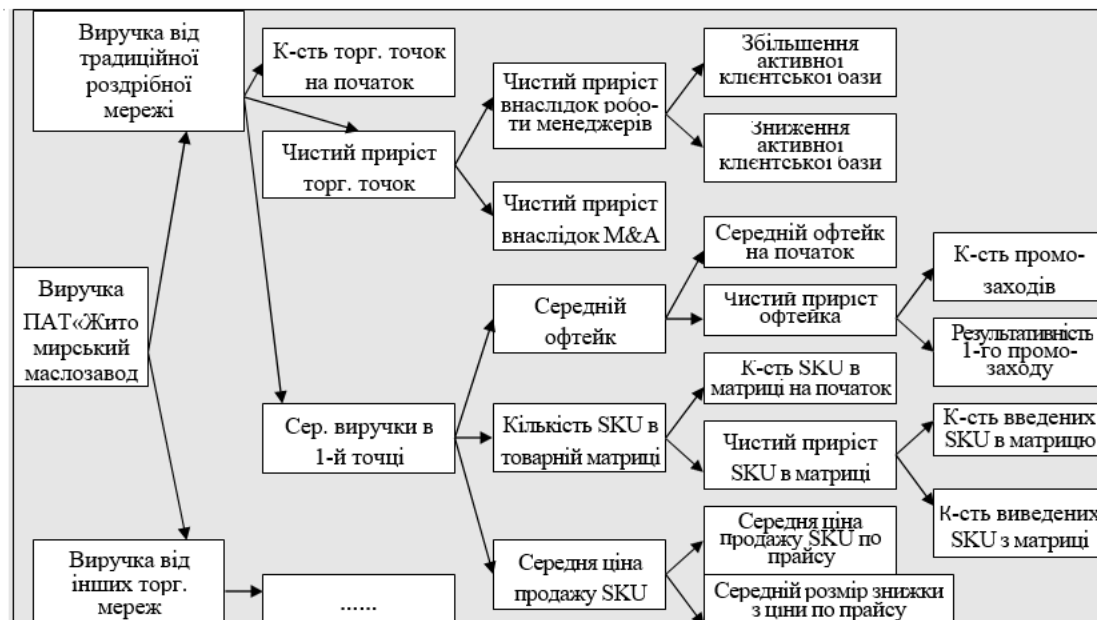 Виручка від
традиційної
роздрібної
мережі
К-сть торг. точок
на початок
Чистий приріст
торг. точок
Чистий приріст
внаслідок робо-
ти менеджерів
Збільшення
активної
клієнтської бази
Зниження
активної
клієнтської бази
Чистий приріст
внаслідок M&A
Виручка
ПАТ«Жито
мирський
маслозавод
Сер. виручки в
1-й точці
Середній
офтейк
Середній офтейк
на початок
Чистий приріст
офтейка
К-сть промо-
заходів
Результативність
1-го промо-
заходу
Кількість SKU в
товарній матриці
К-сть SKU в
матриці на початок
Чистий приріст
SKU в матриці
К-сть введених
SKU в матрицю
К-сть виведених
SKU з матриці
Середня ціна
продажу SKU
Середня ціна
продажу SKU по
прайсу
Середній розмір знижки
з ціни по прайсу
Виручка від
інших торг.
мереж
......